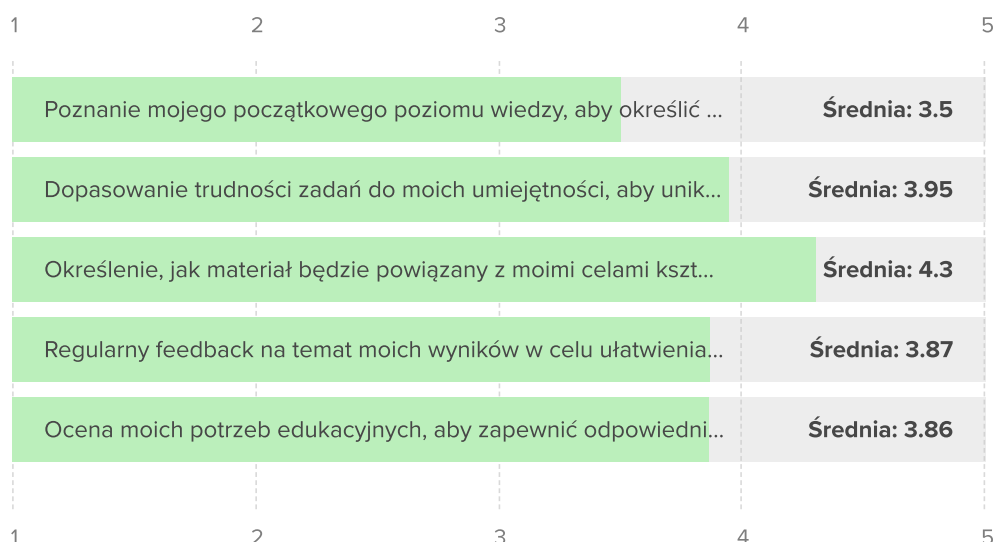 1 2 3 4 5
Poznanie mojego początkowego poziomu wiedzy, aby określić ... Średnia: 3.5
Dopasowanie trudności zadań do moich umiejętności, aby unik... Średnia: 3.95
Określenie, jak materiał będzie powiązany z moimi celami kszt... Średnia: 4.3
Regularny feedback na temat moich wyników w celu ułatwienia... Średnia: 3.87
Ocena moich potrzeb edukacyjnych, aby zapewnić odpowiedni... Średnia: 3.86
1 2 3 4 5